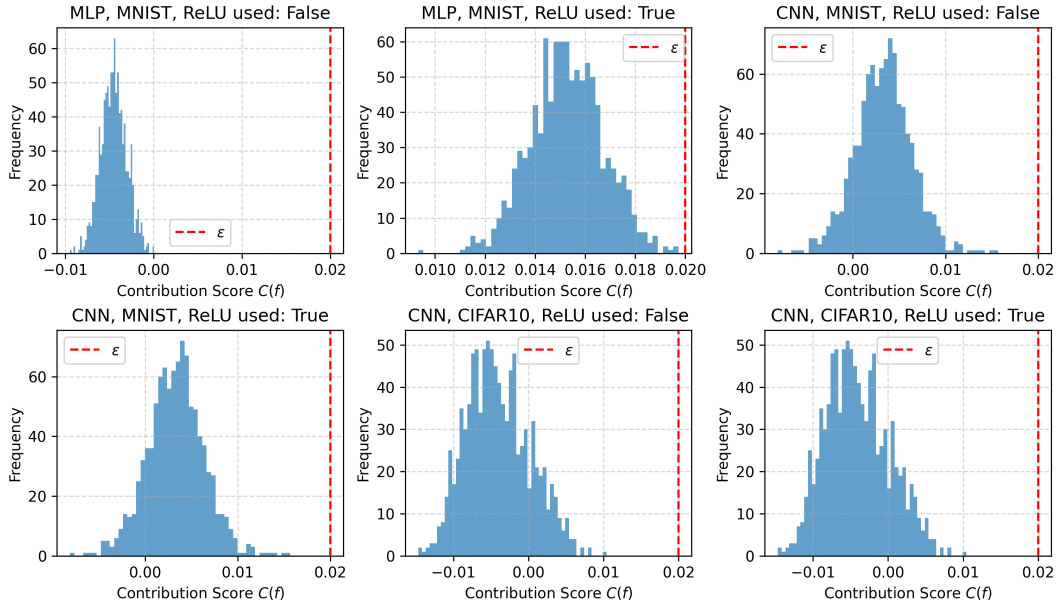 MLP, MNIST, ReLU used: False
Frequency
60
50
40
30
20
10
0
ε
−0.01
0.00
0.01
0.02
Contribution Score C(f)
MLP, MNIST, ReLU used: True
Frequency
60
50
40
30
20
10
0
ε
0.010
0.012
0.014
0.016
0.018
0.020
Contribution Score C(f)
CNN, MNIST, ReLU used: False
Frequency
60
40
20
0
ε
0.00
0.01
0.02
Contribution Score C(f)
CNN, MNIST, ReLU used: True
Frequency
60
40
20
0
ε
0.00
0.01
0.02
Contribution Score C(f)
CNN, CIFAR10, ReLU used: False
Frequency
50
40
30
20
10
0
ε
−0.01
0.00
0.01
0.02
Contribution Score C(f)
CNN, CIFAR10, ReLU used: True
Frequency
50
40
30
20
10
0
ε
−0.01
0.00
0.01
0.02
Contribution Score C(f)